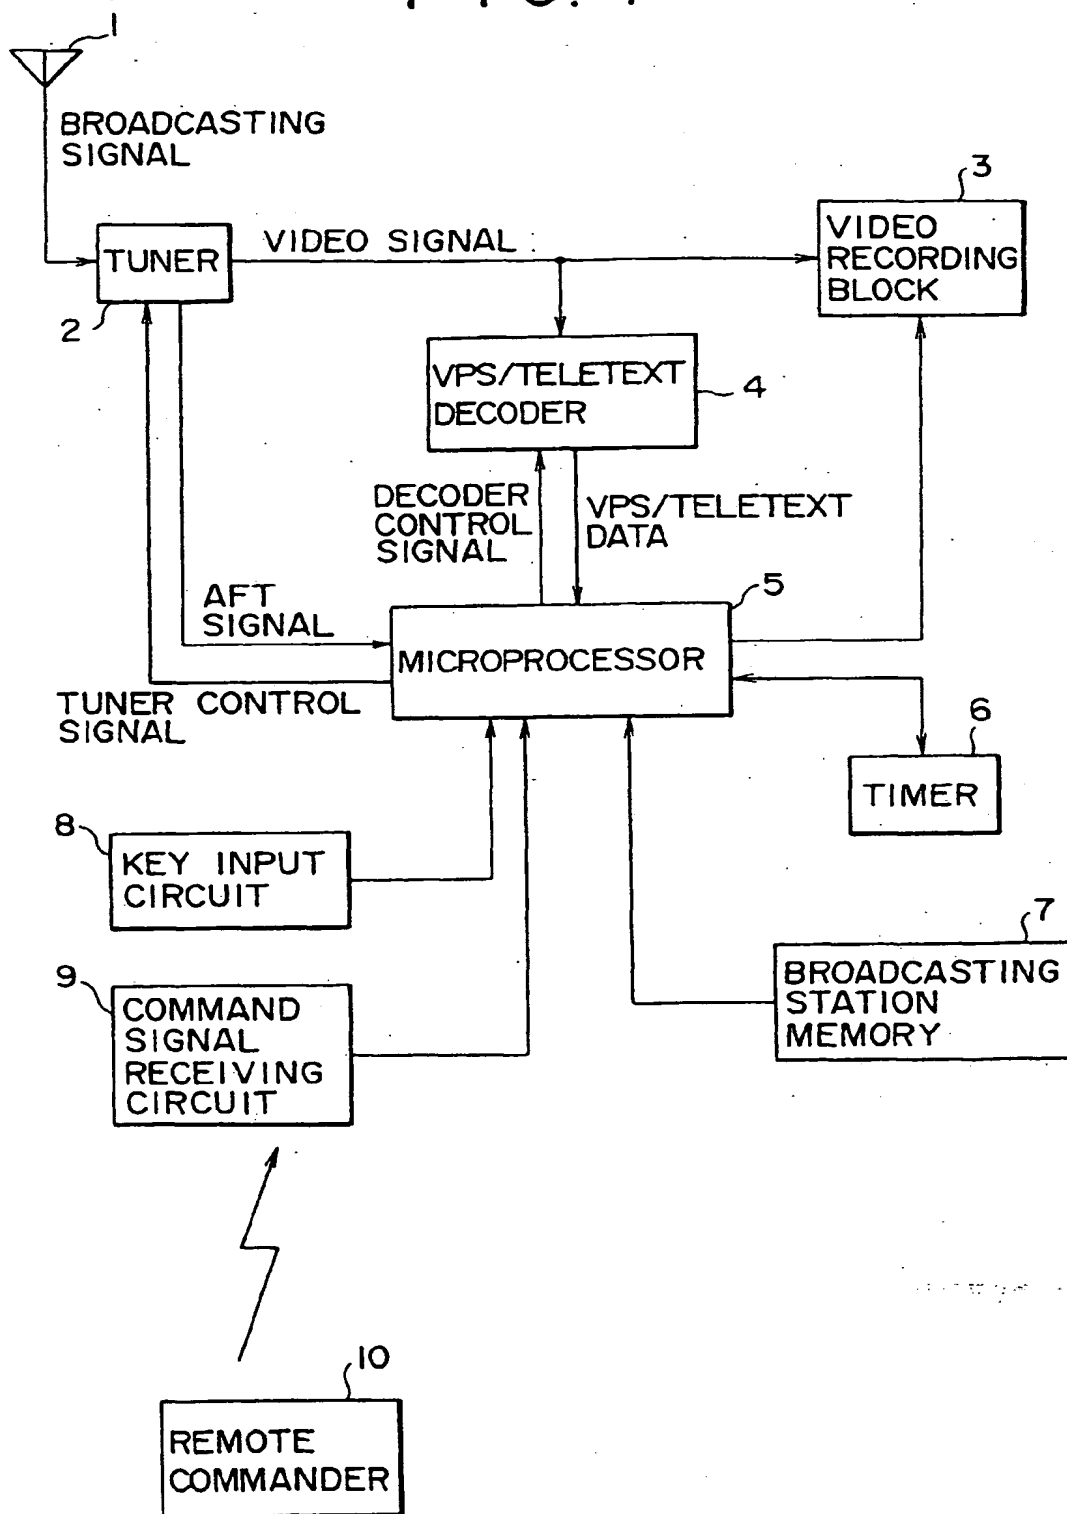 1
BROADCASTING
SIGNAL
TUNER
2
VIDEO SIGNAL
3
VIDEO
RECORDING
BLOCK
VPS/TELETEXT
DECODER
4
DECODER
CONTROL
SIGNAL
VPS/TELETEXT
DATA
AFT
SIGNAL
5
MICROPROCESSOR
TUNER CONTROL
SIGNAL
6
TIMER
8
KEY INPUT
CIRCUIT
7
BROADCASTING
STATION
MEMORY
9
COMMAND
SIGNAL
RECEIVING
CIRCUIT
10
REMOTE
COMMANDER